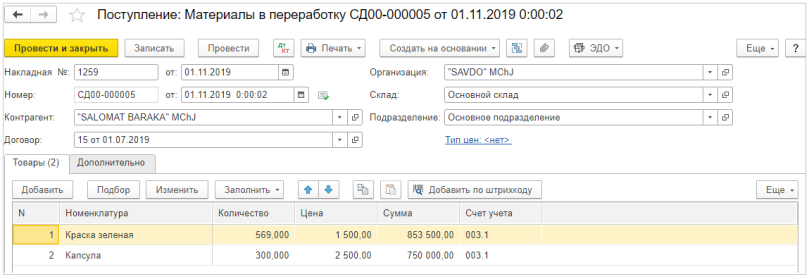 Поступление: Материалы в переработку СД00-000005 от 01.11.2019 0:00:02
Провести и закрыть Записать Провести Дт Кт Печать Создать на основании ЭДО Еще ?
Накладная №: 1259 от: 01.11.2019 Организация: "SAVDO" MChJ
Номер: СД00-000005 от: 01.11.2019 0:00:02 Склад: Основной склад
Контрагент: "SALOMAT BARAKA" MChJ Подразделение: Основное подразделение
Договор: 15 от 01.07.2019 Тип цен: <нет>
Товары (2) Дополнительно
Добавить Подбор Изменить Заполнить Добавить по штрихкоду Еще
N Номенклатура Количество Цена Сумма Счет учета
1 Краска зеленая 569,000 1 500,00 853 500,00 003.1
2 Капсула 300,000 2 500,00 750 000,00 003.1